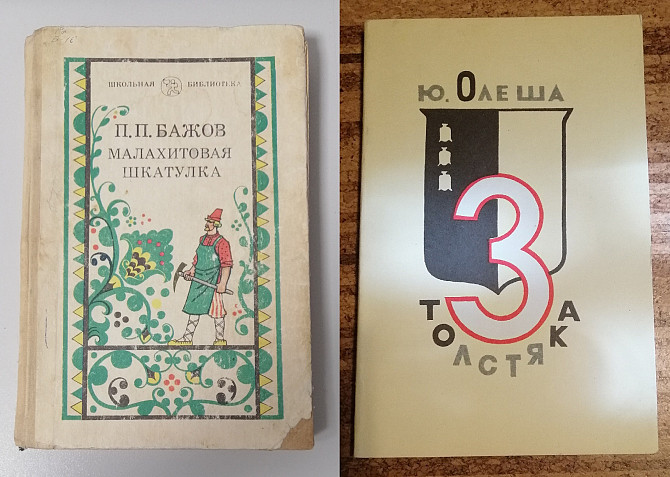 ШКОЛЬНАЯ БИБЛИОТЕКА
П.П.БАЖОВ
МАЛАХИТОВАЯ
ШКАТУЛКА
Ю. ОЛЕША
3
ТОЛСТЯКА